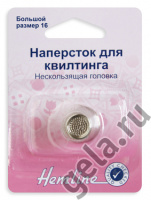 Большой
размер 16
Наперсток для
квилтинга
Нескользящая головка
Hemline
gela.ru